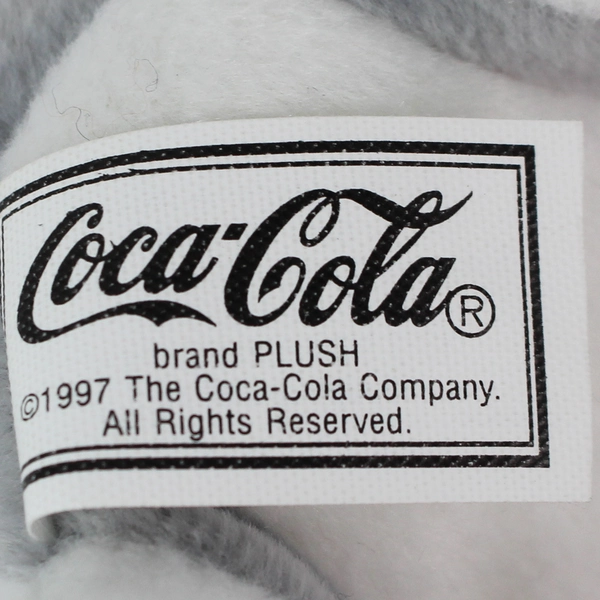 Coca-Cola®
brand PLUSH
©1997 The Coca-Cola Company.
All Rights Reserved.